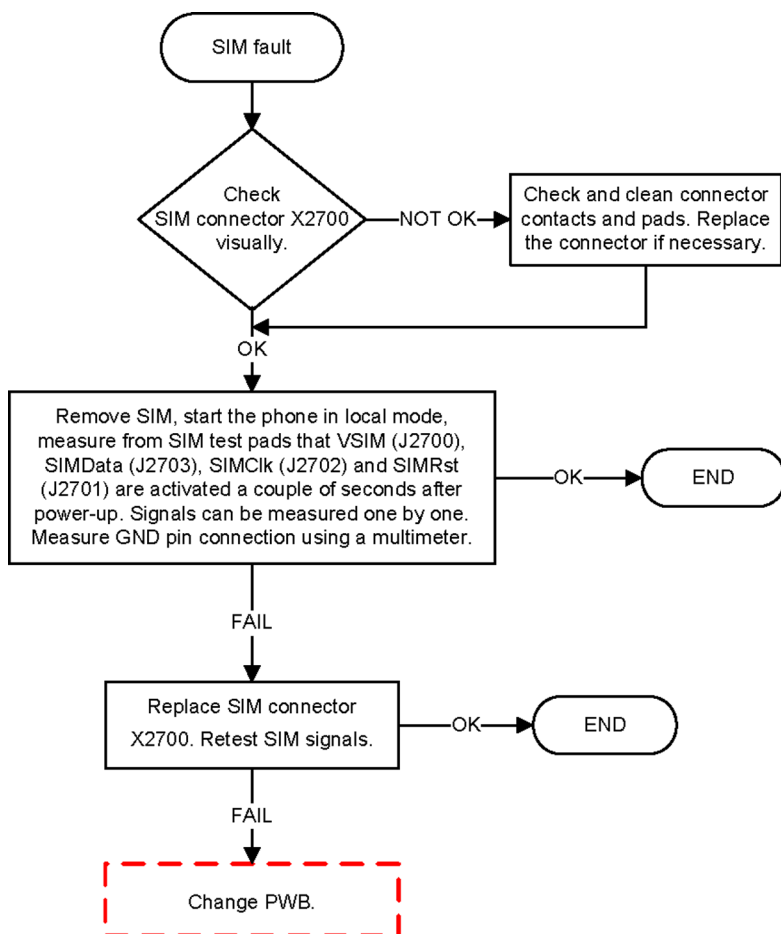 SIM fault
Check
SIM connector X2700
visually.
NOT OK
Check and clean connector
contacts and pads. Replace
the connector if necessary.
OK
Remove SIM, start the phone in local mode,
measure from SIM test pads that VSIM (J2700),
SIMData (J2703), SIMClk (J2702) and SIMRst
(J2701) are activated a couple of seconds after
power-up. Signals can be measured one by one.
Measure GND pin connection using a multimeter.
OK
END
FAIL
Replace SIM connector
X2700. Retest SIM signals.
OK
END
FAIL
Change PWB.